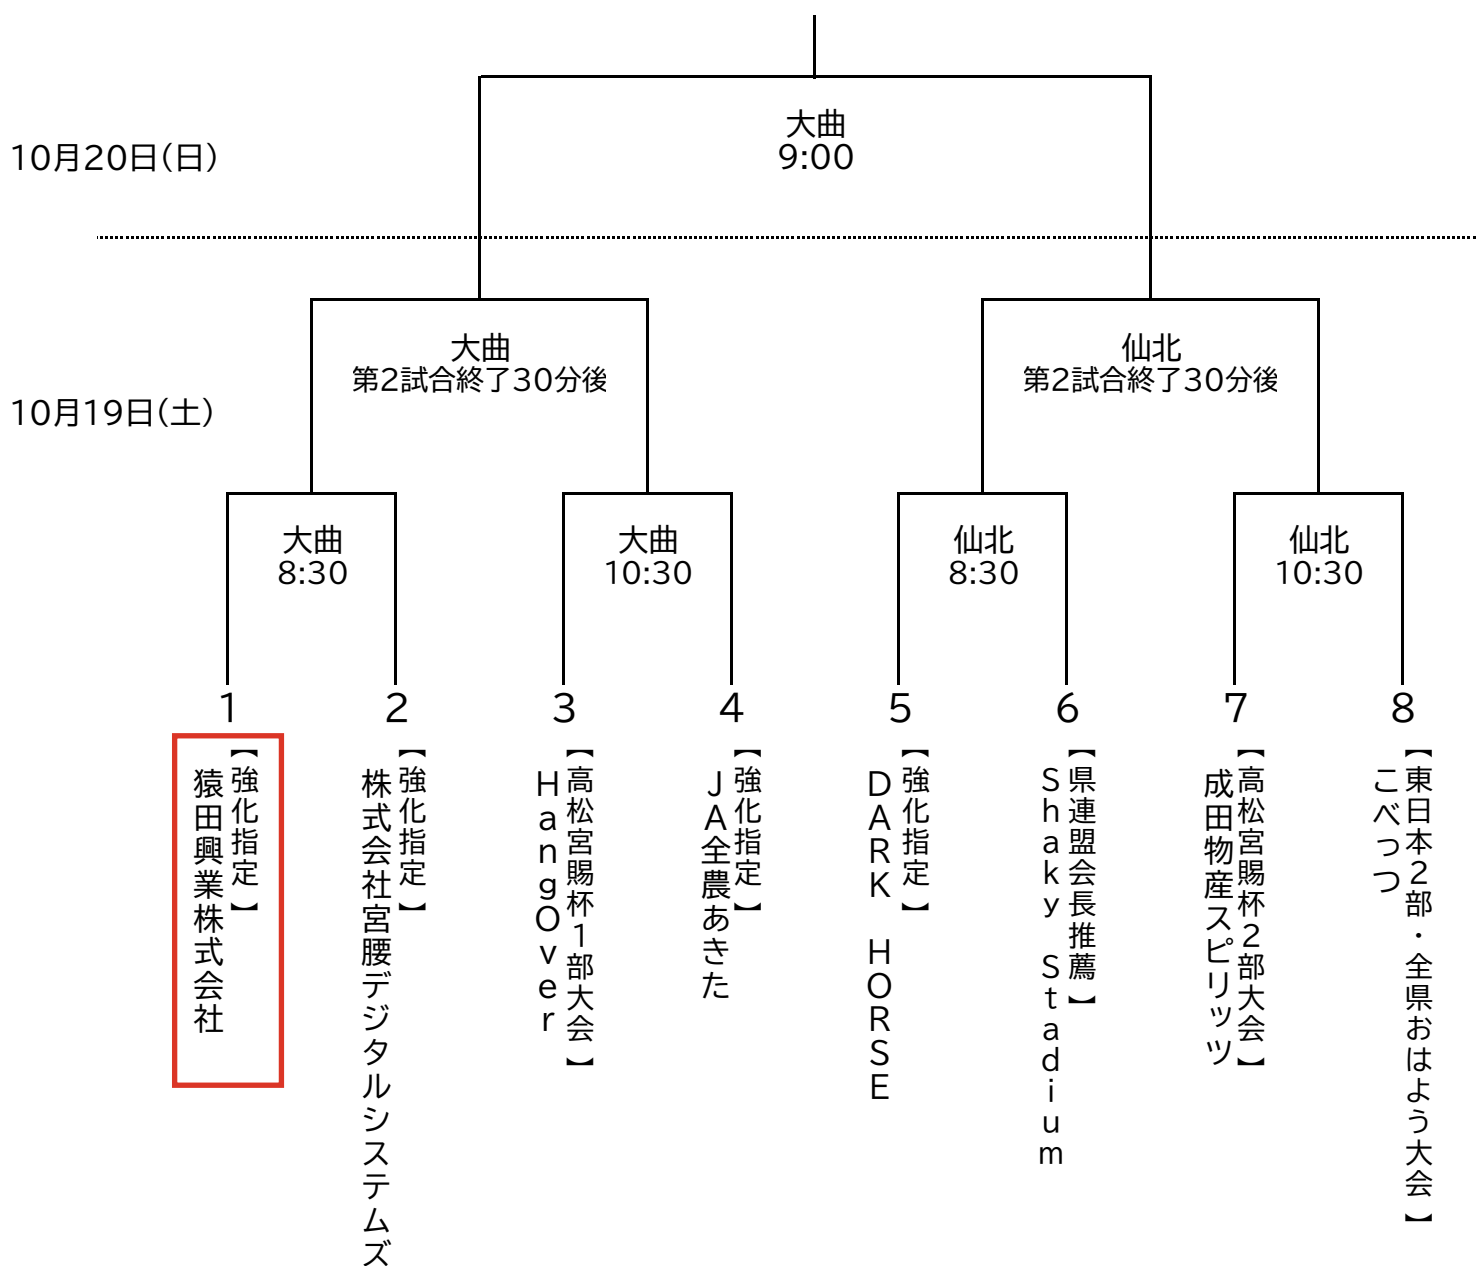 大曲
9:00
10月20日(日)
大曲
第2試合終了30分後
仙北
第2試合終了30分後
10月19日(土)
大曲
8:30
大曲
10:30
仙北
8:30
仙北
10:30
1
【強化指定】
猿田興業株式会社
2
【強化指定】
株式会社宮腰デジタルシステムズ
3
【高松宮賜杯1部大会】
HangOver
4
【強化指定】
JA全農あきた
5
【強化指定】
DARK HORSE
6
【県連盟会長推薦】
Shaky Stadium
7
【高松宮賜杯2部大会】
成田物産スピリッツ
8
【東日本2部・全県おはよう大会】
こべっつ